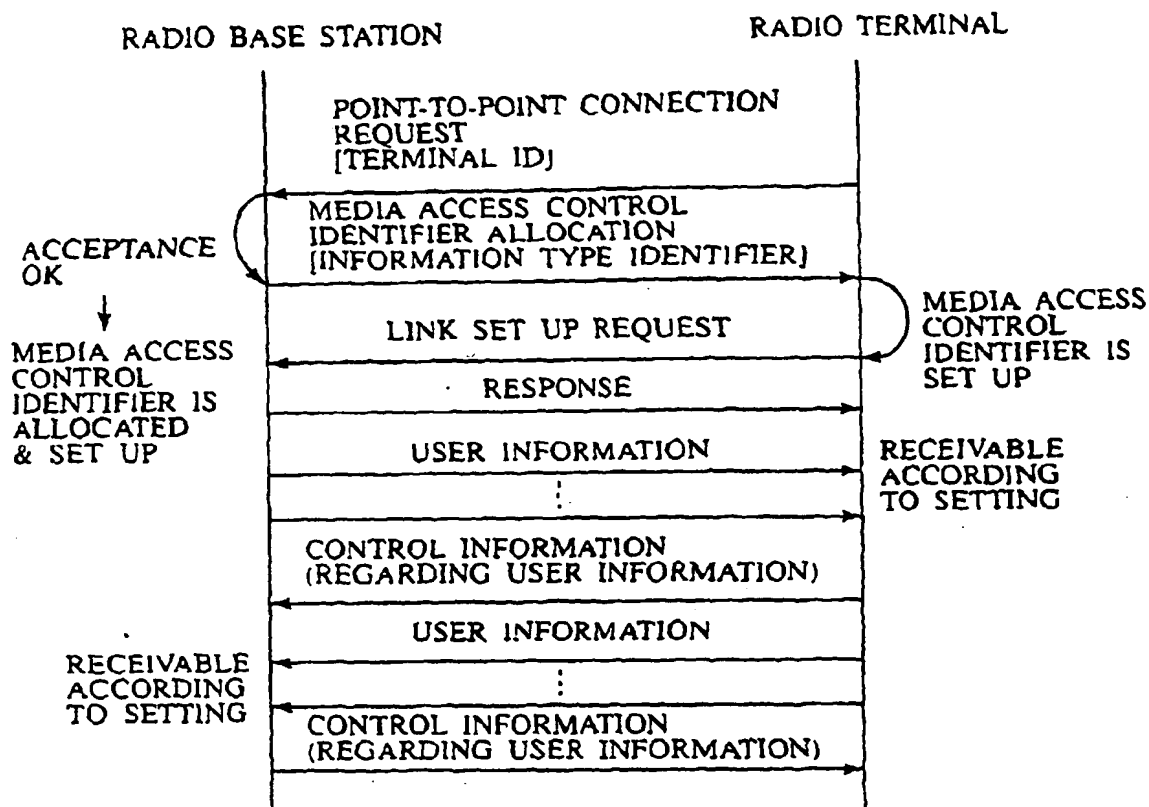 RADIO BASE STATION
RADIO TERMINAL
POINT-TO-POINT CONNECTION
REQUEST
[TERMINAL ID]
MEDIA ACCESS CONTROL
IDENTIFIER ALLOCATION
[INFORMATION TYPE IDENTIFIER]
ACCEPTANCE
OK
MEDIA ACCESS
CONTROL
IDENTIFIER IS
ALLOCATED
& SET UP
LINK SET UP REQUEST
MEDIA ACCESS
CONTROL
IDENTIFIER IS
SET UP
RESPONSE
USER INFORMATION
RECEIVABLE
ACCORDING
TO SETTING
CONTROL INFORMATION
(REGARDING USER INFORMATION)
USER INFORMATION
RECEIVABLE
ACCORDING
TO SETTING
CONTROL INFORMATION
(REGARDING USER INFORMATION)